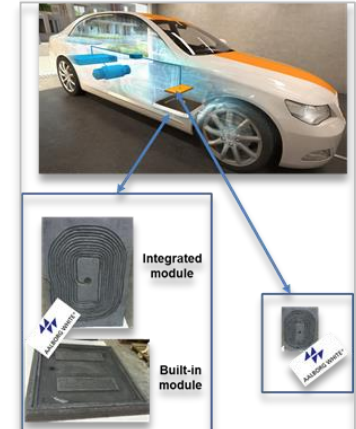 Integrated
module
AALBORG WHITE®
Built-in
module
AALBORG WHITE®